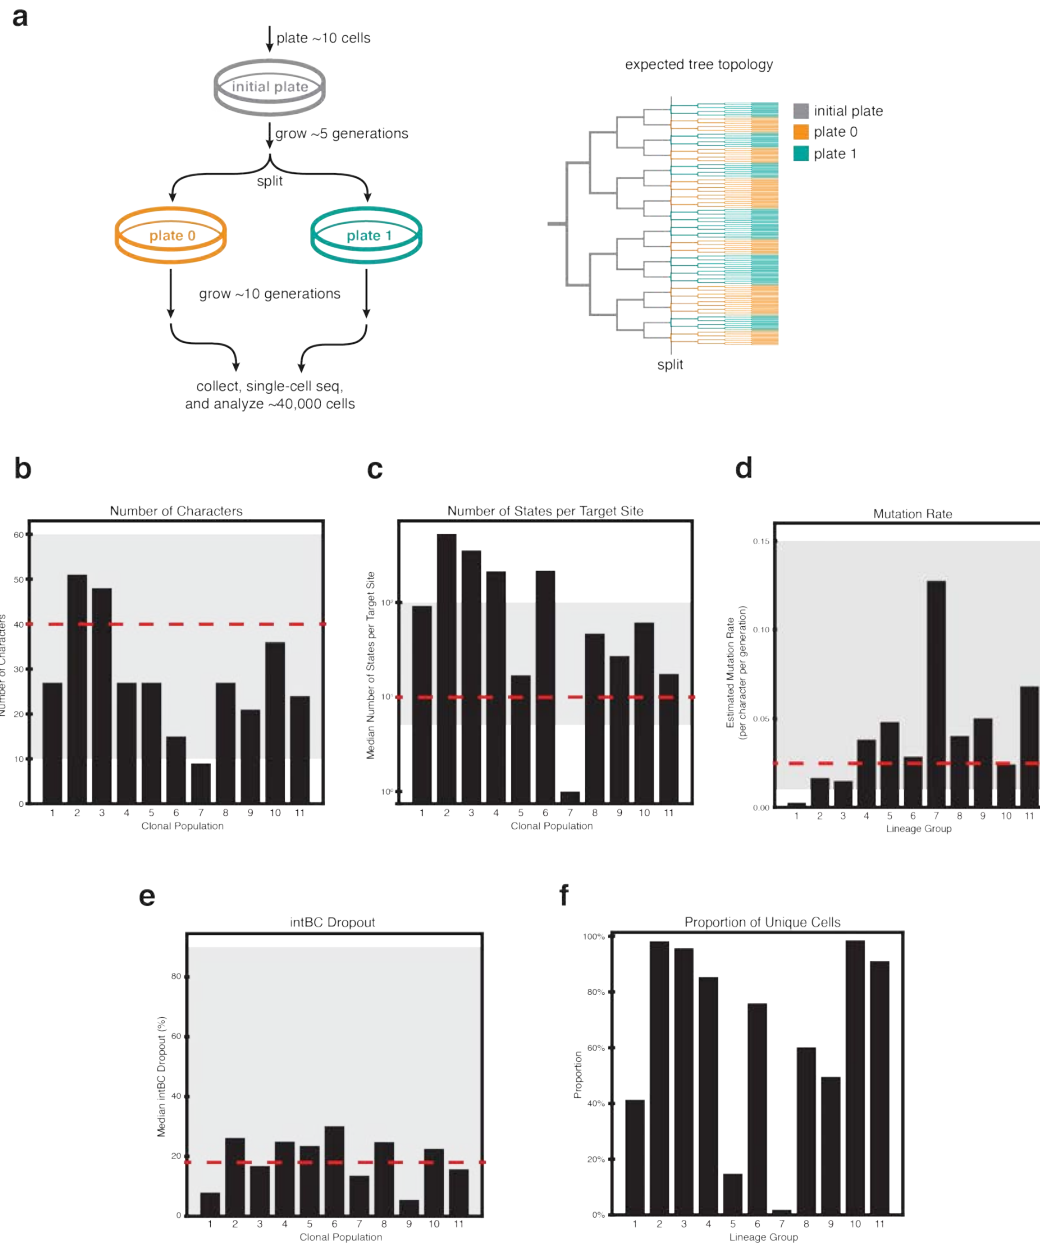 a
plate ~10 cells
initial plate
grow ~5 generations
split
plate 0
plate 1
grow ~10 generations
collect, single-cell seq,
and analyze ~40,000 cells
expected tree topology
initial plate
plate 0
plate 1
split
b
Number of Characters
Number of Characters
60
50
40
30
20
10
0
1 2 3 4 5 6 7 8 9 10 11
Clonal Population
c
Number of States per Target Site
Median Number of States per Target Site
10²
10¹
10⁰
1 2 3 4 5 6 7 8 9 10 11
Clonal Population
d
Mutation Rate
Estimated Mutation Rate
(per character per generation)
0.15
0.10
0.05
0.00
1 2 3 4 5 6 7 8 9 10 11
Lineage Group
e
intBC Dropout
Median intBC Dropout (%)
80
60
40
20
0
1 2 3 4 5 6 7 8 9 10 11
Clonal Population
f
Proportion of Unique Cells
Proportion
100%
80%
60%
40%
20%
0%
1 2 3 4 5 6 7 8 9 10 11
Lineage Group